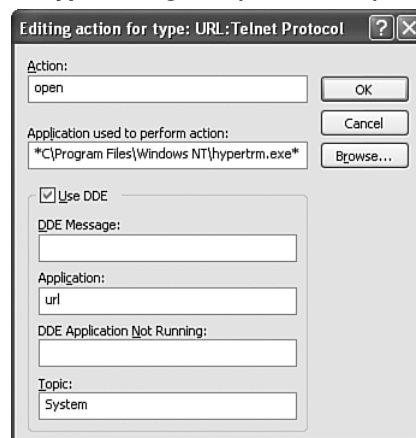 Editing action for type: URL:Telnet Protocol
Action:
open
OK
Cancel
Application used to perform action:
*C\Program Files\Windows NT\hypertrm.exe*
Browse...
Use DDE
DDE Message:
Application:
url
DDE Application Not Running:
Topic:
System